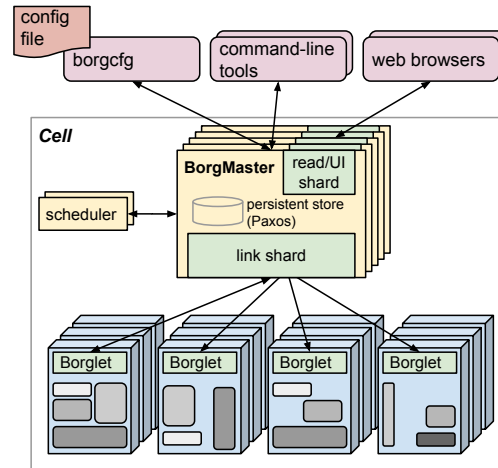 config
file
borgcfg
command-line
tools
web browsers
Cell
BorgMaster
read/UI
shard
persistent store
(Paxos)
scheduler
link shard
Borglet
Borglet
Borglet
Borglet